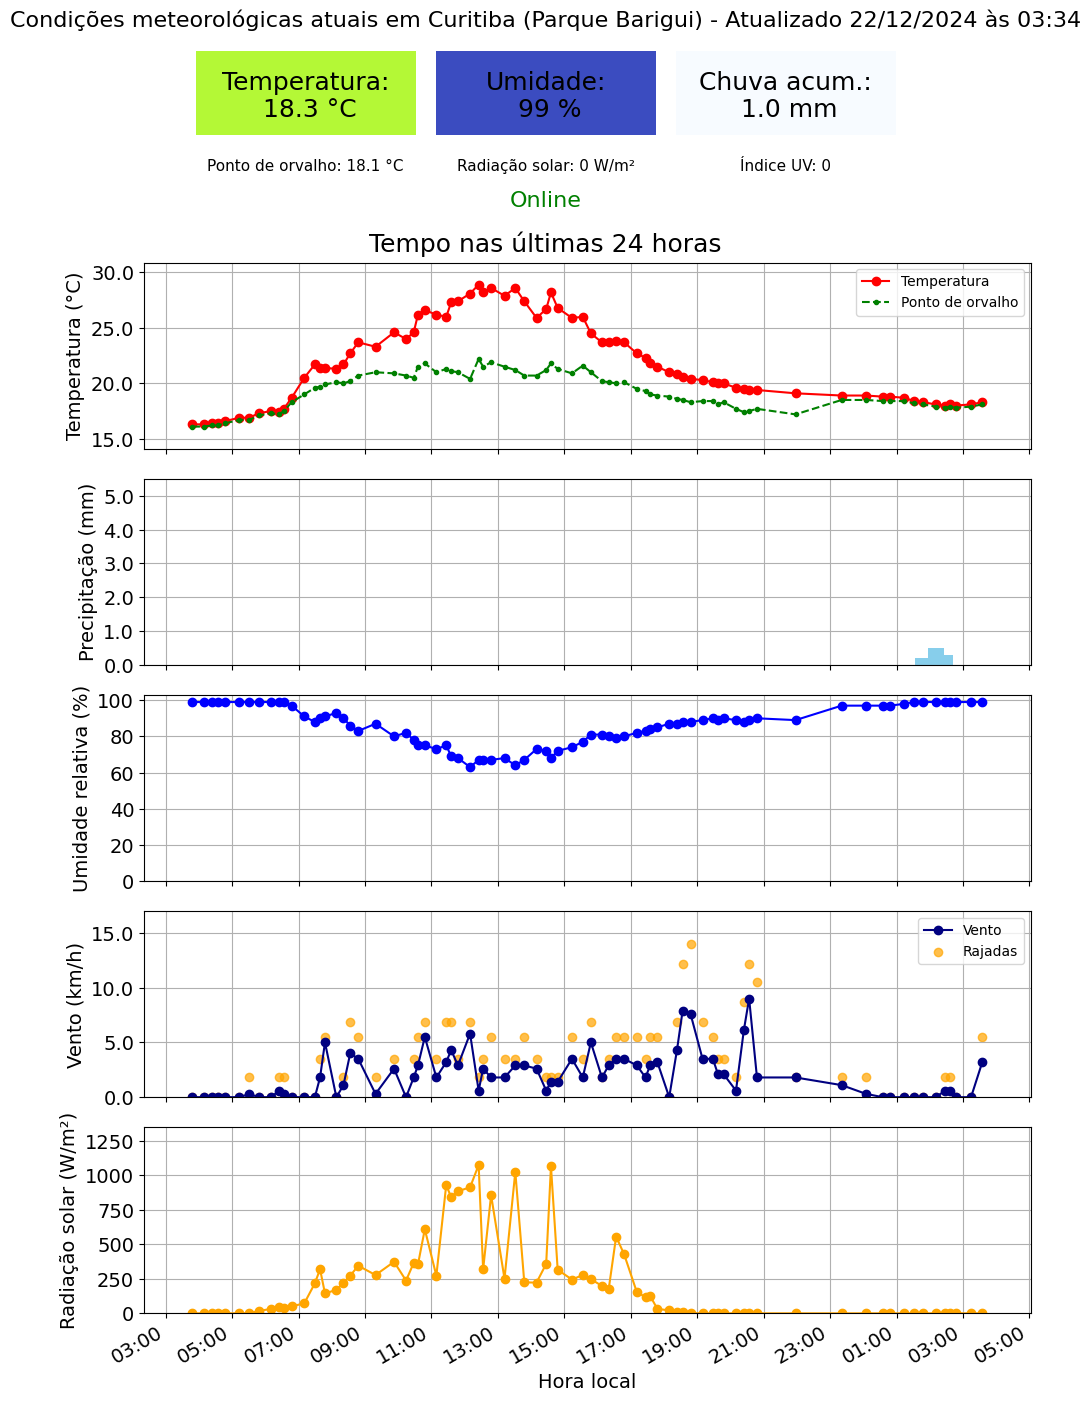 Condições meteorológicas atuais em Curitiba (Parque Barigui) - Atualizado 22/12/2024 às 03:34
Temperatura:
18.3 °C
Umidade:
99 %
Chuva acum.:
1.0 mm
Ponto de orvalho: 18.1 °C
Radiação solar: 0 W/m²
Índice UV: 0
Online
Tempo nas últimas 24 horas
Temperatura (°C)
30.0
25.0
20.0
15.0
Temperatura
Ponto de orvalho
Precipitação (mm)
5.0
4.0
3.0
2.0
1.0
0.0
Umidade relativa (%)
100
80
60
40
20
0
Vento (km/h)
15.0
10.0
5.0
0.0
Vento
Rajadas
Radiação solar (W/m²)
1250
1000
750
500
250
0
03:00 05:00 07:00 09:00 11:00 13:00 15:00 17:00 19:00 21:00 23:00 01:00 03:00 05:00
Hora local